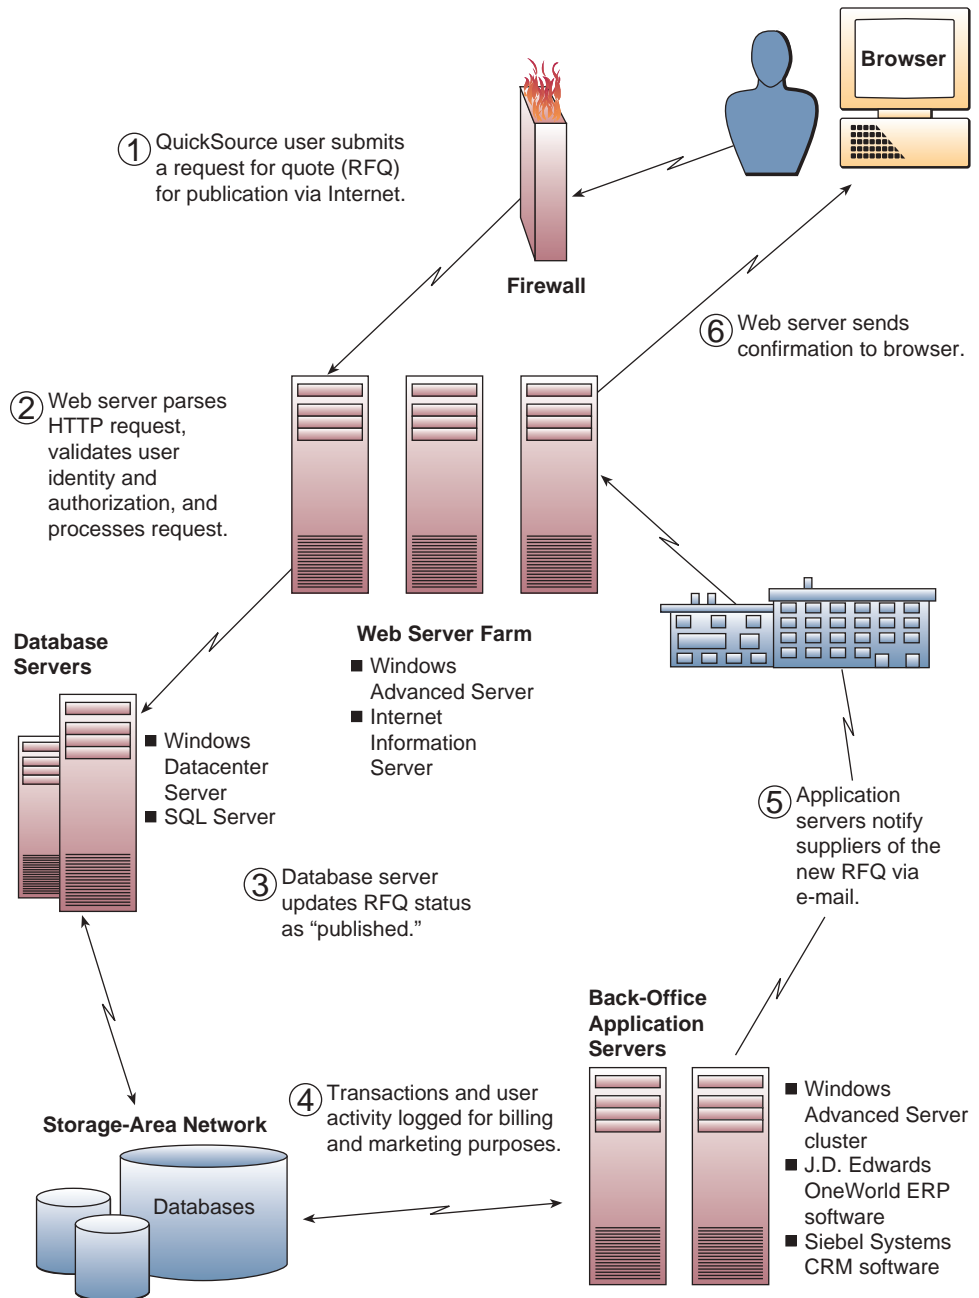 Browser
① QuickSource user submits
a request for quote (RFQ)
for publication via Internet.
Firewall
⑥ Web server sends
confirmation to browser.
② Web server parses
HTTP request,
validates user
identity and
authorization, and
processes request.
Database
Servers
■ Windows
Datacenter
Server
■ SQL Server
Web Server Farm
■ Windows
Advanced Server
■ Internet
Information
Server
③ Database server
updates RFQ status
as “published.”
⑤ Application
servers notify
suppliers of the
new RFQ via
e-mail.
Back-Office
Application
Servers
■ Windows
Advanced Server
cluster
■ J.D. Edwards
OneWorld ERP
software
■ Siebel Systems
CRM software
④ Transactions and user
activity logged for billing
and marketing purposes.
Storage-Area Network
Databases